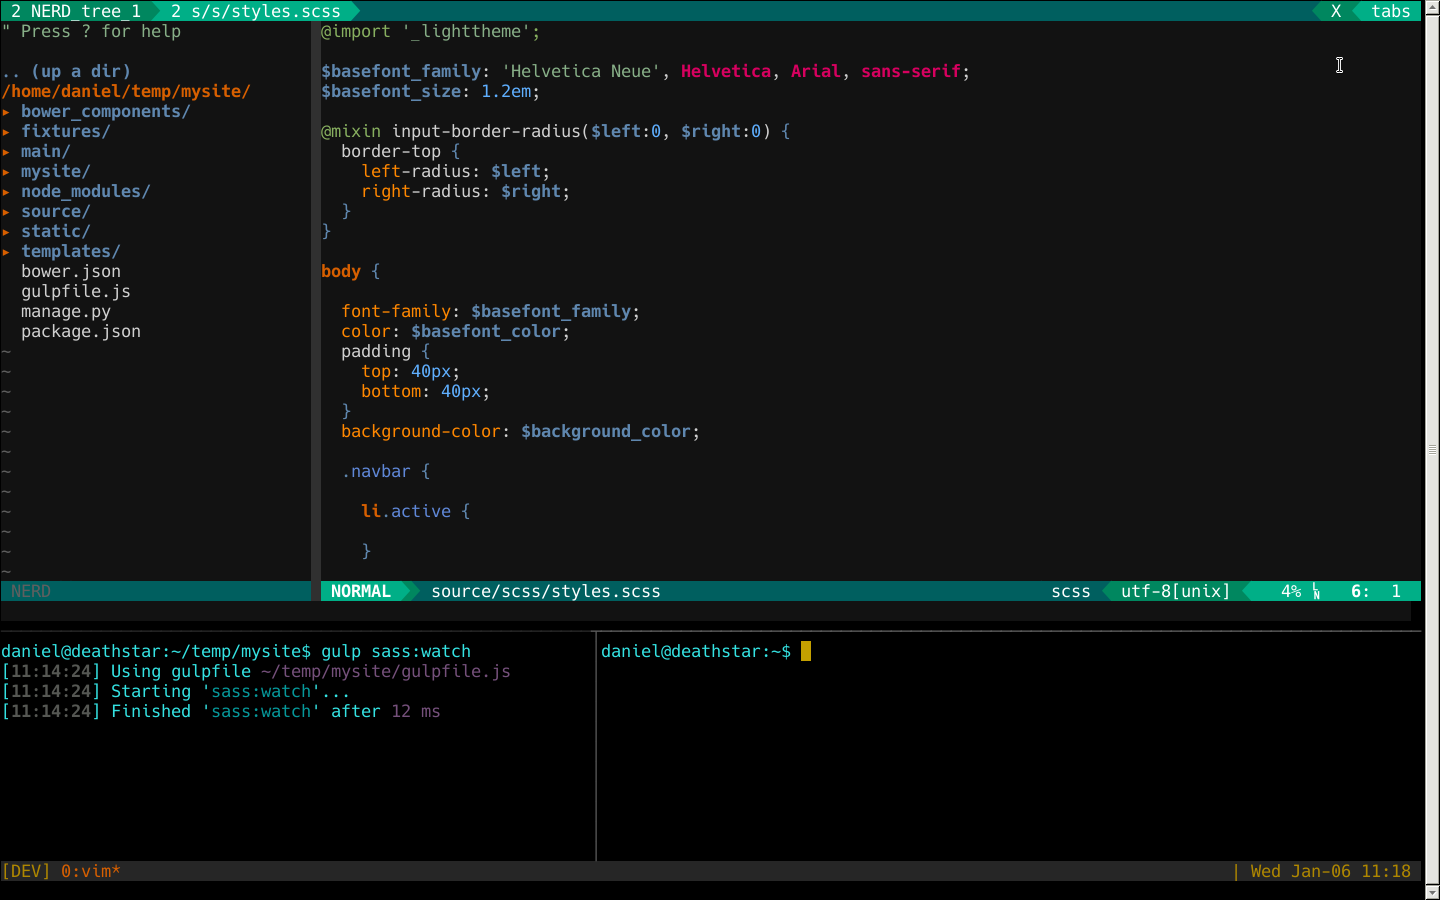 2 NERD_tree_1 2 s/s/styles.scss X tabs
" Press ? for help
.. (up a dir)
/home/daniel/temp/mysite/
▸ bower_components/
▸ fixtures/
▸ main/
▸ mysite/
▸ node_modules/
▸ source/
▸ static/
▸ templates/
bower.json
gulpfile.js
manage.py
package.json
~
~
~
~
~
~
~
~
~
~
~
~
NERD
@import '_lighttheme';
$basefont_family: 'Helvetica Neue', Helvetica, Arial, sans-serif;
$basefont_size: 1.2em;
@mixin input-border-radius($left:0, $right:0) {
border-top {
left-radius: $left;
right-radius: $right;
}
}
body {
font-family: $basefont_family;
color: $basefont_color;
padding {
top: 40px;
bottom: 40px;
}
background-color: $background_color;
.navbar {
li.active {
}
NORMAL source/scss/styles.scss scss utf-8[unix] 4% ␤ 6: 1
daniel@deathstar:~/temp/mysite$ gulp sass:watch
[11:14:24] Using gulpfile ~/temp/mysite/gulpfile.js
[11:14:24] Starting 'sass:watch'...
[11:14:24] Finished 'sass:watch' after 12 ms
daniel@deathstar:~$
[DEV] 0:vim* | Wed Jan-06 11:18